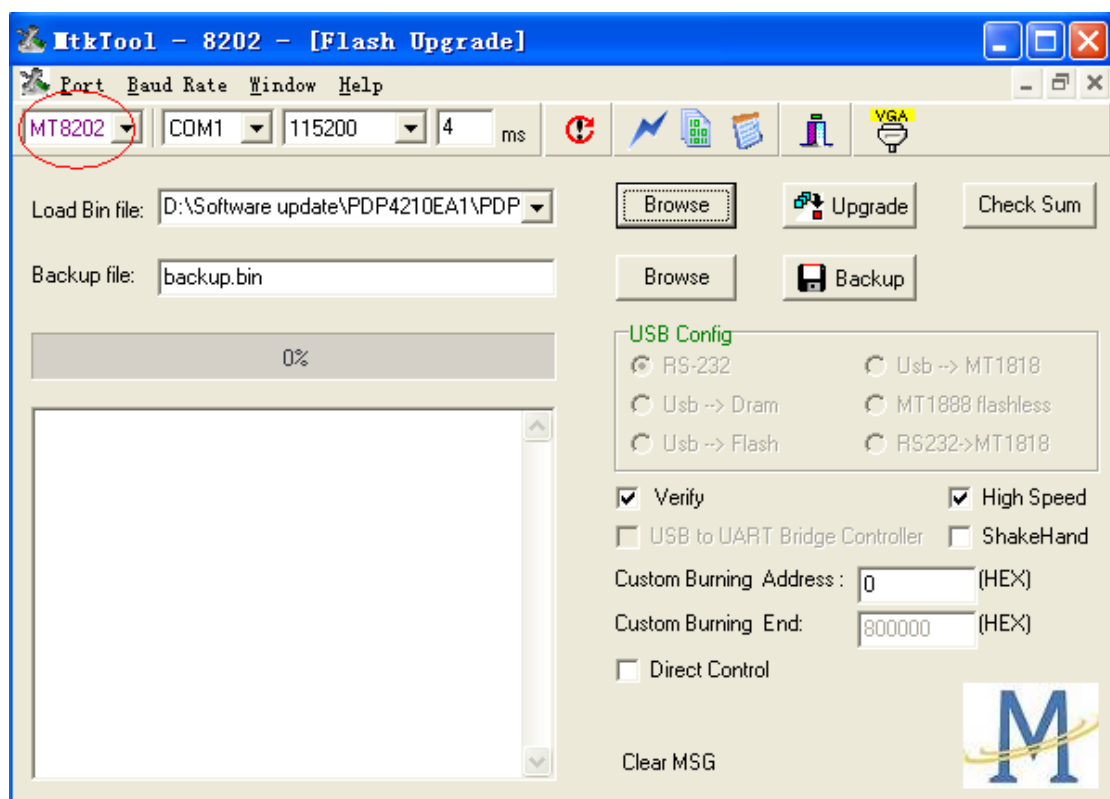 MtkTool - 8202 - [Flash Upgrade]
Port Baud Rate Window Help
MT8202 COM1 115200 4 ms VGA
Load Bin file: D:\Software update\PDP4210EA1\PDP Browse Upgrade Check Sum
Backup file: backup.bin Browse Backup
USB Config
0% RS-232 Usb --> MT1818
Usb --> Dram MT1888 flashless
Usb --> Flash RS232->MT1818
Verify High Speed
USB to UART Bridge Controller ShakeHand
Custom Burning Address : 0 (HEX)
Custom Burning End: 800000 (HEX)
Direct Control
Clear MSG
M